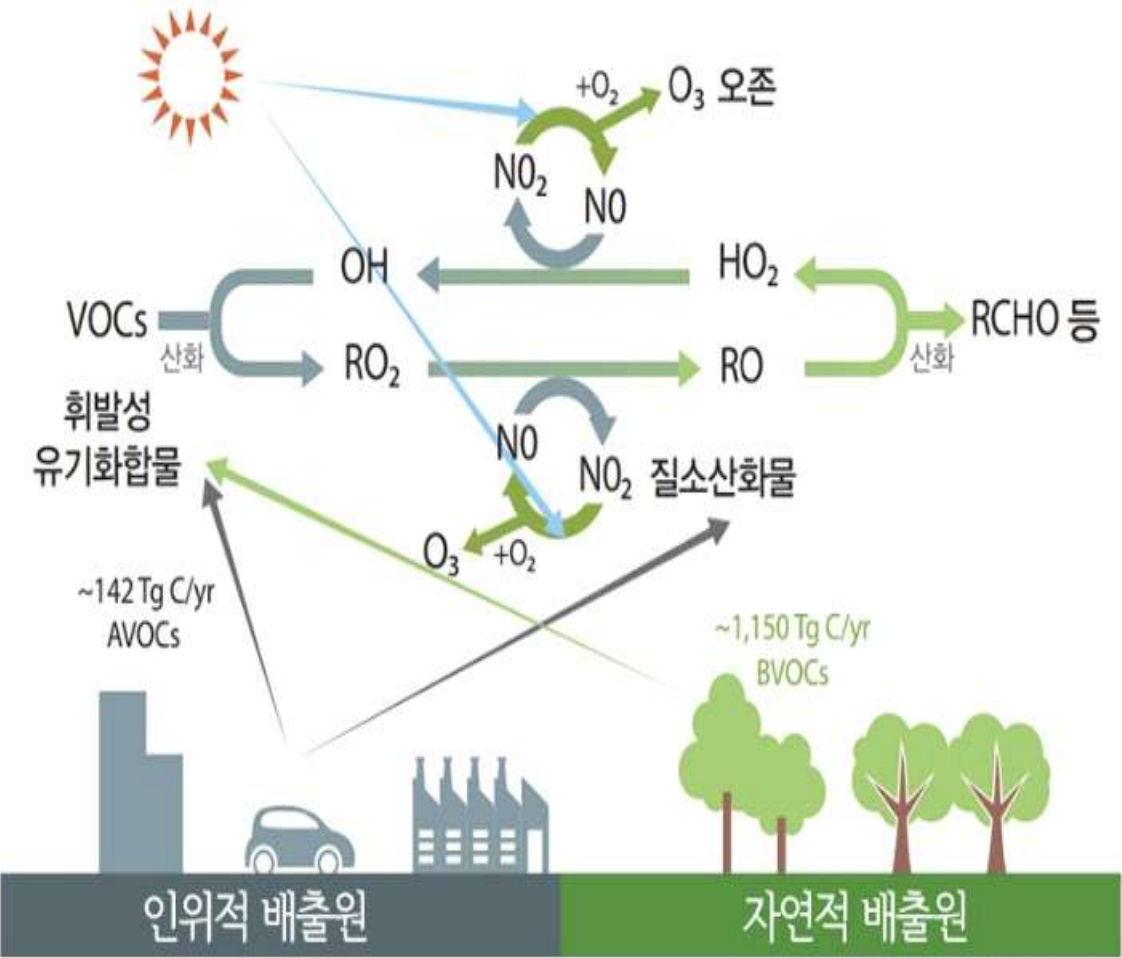 +O₂
O₃ 오존
NO₂
NO
OH
HO₂
VOCs
산화
RCHO 등
산화
RO₂
RO
휘발성
유기화합물
NO
NO₂ 질소산화물
O₃
+O₂
~142 Tg C/yr
AVOCs
~1,150 Tg C/yr
BVOCs
인위적 배출원
자연적 배출원